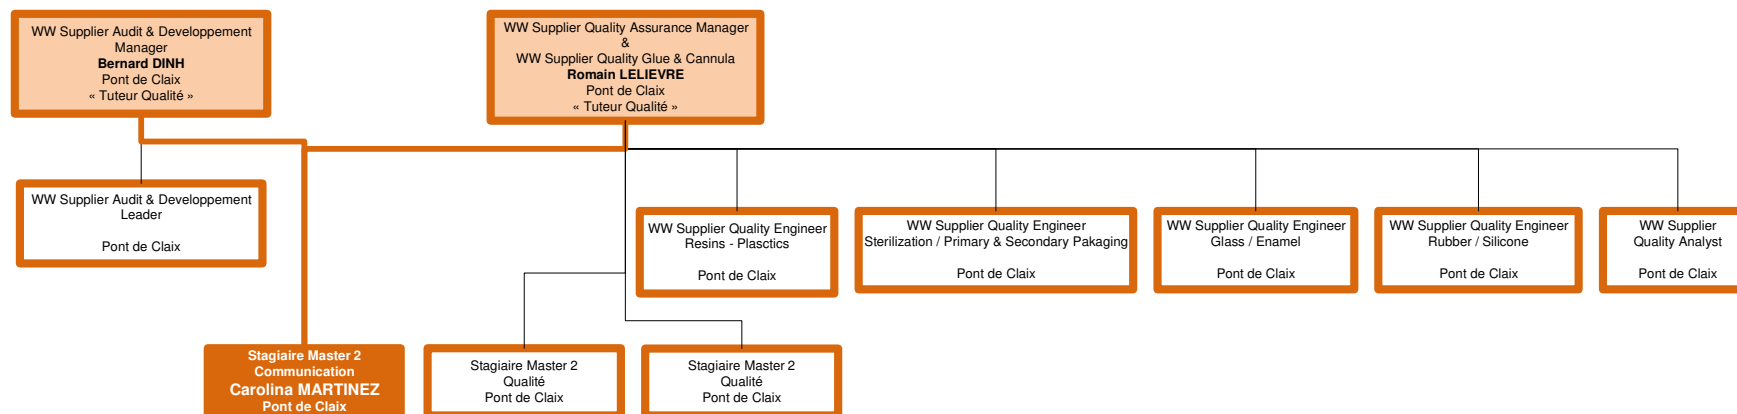 WW Supplier Audit & Developpement
Manager
Bernard DINH
Pont de Claix
« Tuteur Qualité »
WW Supplier Quality Assurance Manager
&
WW Supplier Quality Glue & Cannula
Romain LELIEVRE
Pont de Claix
« Tuteur Qualité »
WW Supplier Audit & Developpement
Leader
Pont de Claix
WW Supplier Quality Engineer
Resins - Plasctics
Pont de Claix
WW Supplier Quality Engineer
Sterilization / Primary & Secondary Pakaging
Pont de Claix
WW Supplier Quality Engineer
Glass / Enamel
Pont de Claix
WW Supplier Quality Engineer
Rubber / Silicone
Pont de Claix
WW Supplier
Quality Analyst
Pont de Claix
Stagiaire Master 2
Communication
Carolina MARTINEZ
Pont de Claix
Stagiaire Master 2
Qualité
Pont de Claix
Stagiaire Master 2
Qualité
Pont de Claix